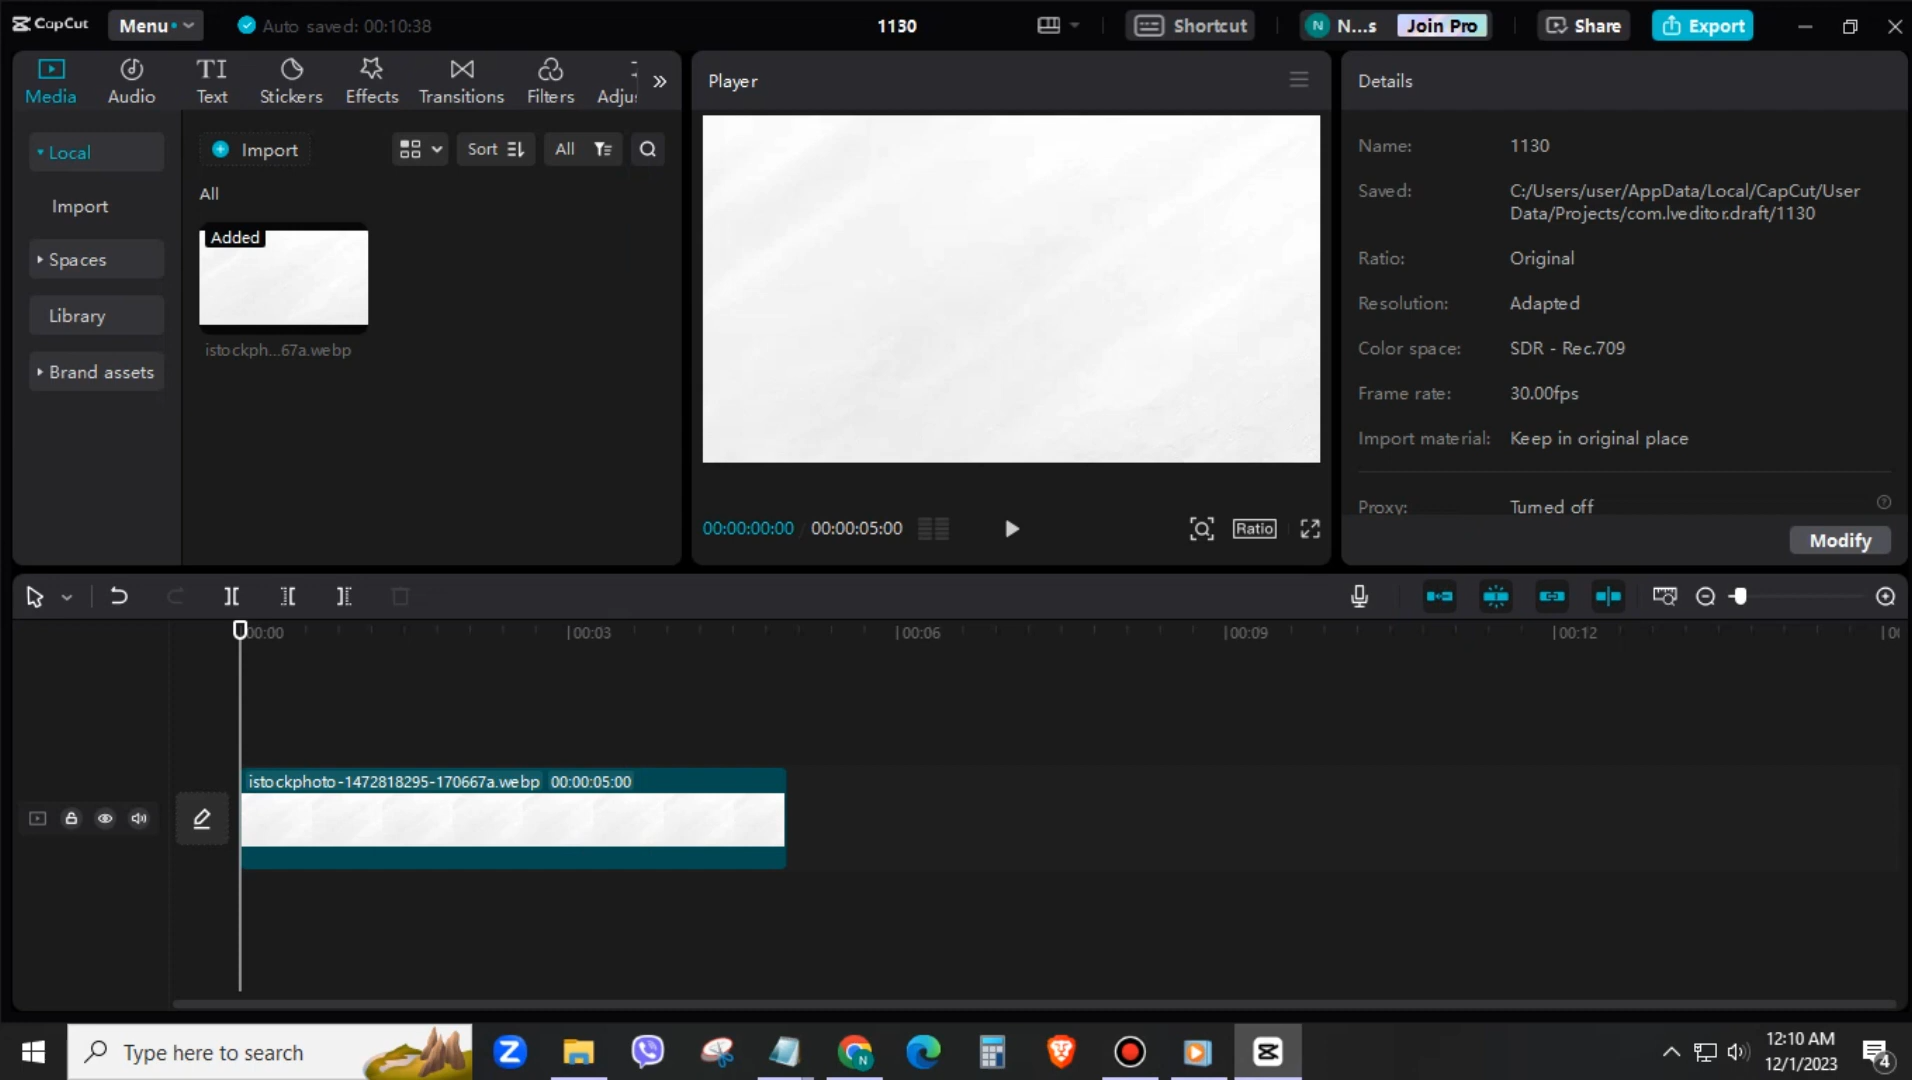 CapCut
Menu
Auto saved: 00:10:38
1130
Shortcut
N
N...s
Join Pro
Share
Export
Media
Audio
TI
Text
Stickers
Effects
Transitions
Filters
Adju
Player
Details
Local
Import
Spaces
Library
Brand assets
Import
Sort
All
All
Added
istockph...67a.webp
00:00:00:00 / 00:00:05:00
Ratio
Name: 1130
Saved: C:/Users/user/AppData/Local/CapCut/User
Data/Projects/com.lveditor.draft/1130
Ratio: Original
Resolution: Adapted
Color space: SDR - Rec.709
Frame rate: 30.00fps
Import material: Keep in original place
Proxy: Turned off
Modify
00:00
00:03
00:06
00:09
00:12
istockphoto-1472818295-170667a.webp 00:00:05:00
Type here to search
Z
N
12:10 AM
12/1/2023
4